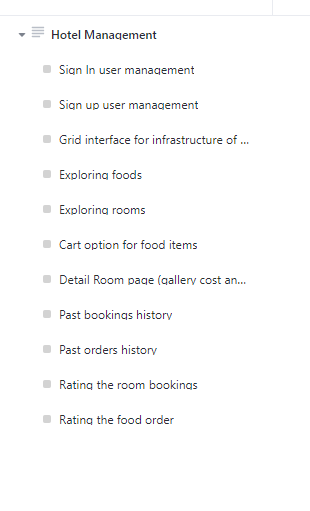 Hotel Management
Sign In user management
Sign up user management
Grid interface for infrastructure of ...
Exploring foods
Exploring rooms
Cart option for food items
Detail Room page (gallery cost an...
Past bookings history
Past orders history
Rating the room bookings
Rating the food order